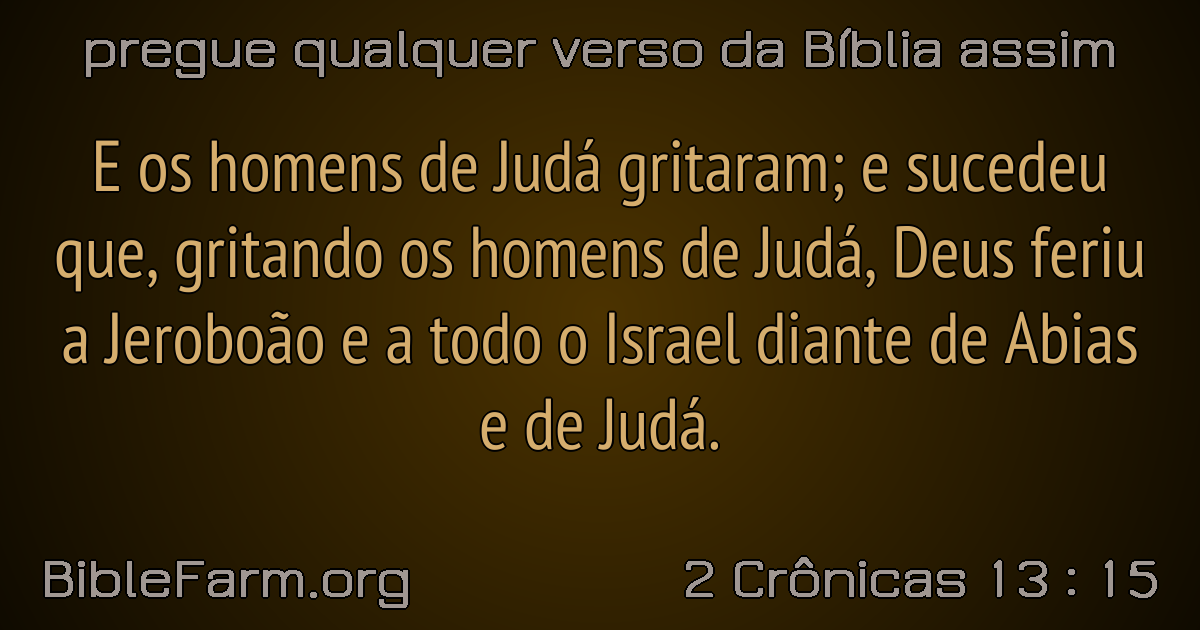 pregue qualquer verso da Bíblia assim
E os homens de Judá gritaram; e sucedeu
que, gritando os homens de Judá, Deus feriu
a Jeroboão e a todo o Israel diante de Abias
e de Judá.
BibleFarm.org
2 Crônicas 13 : 15